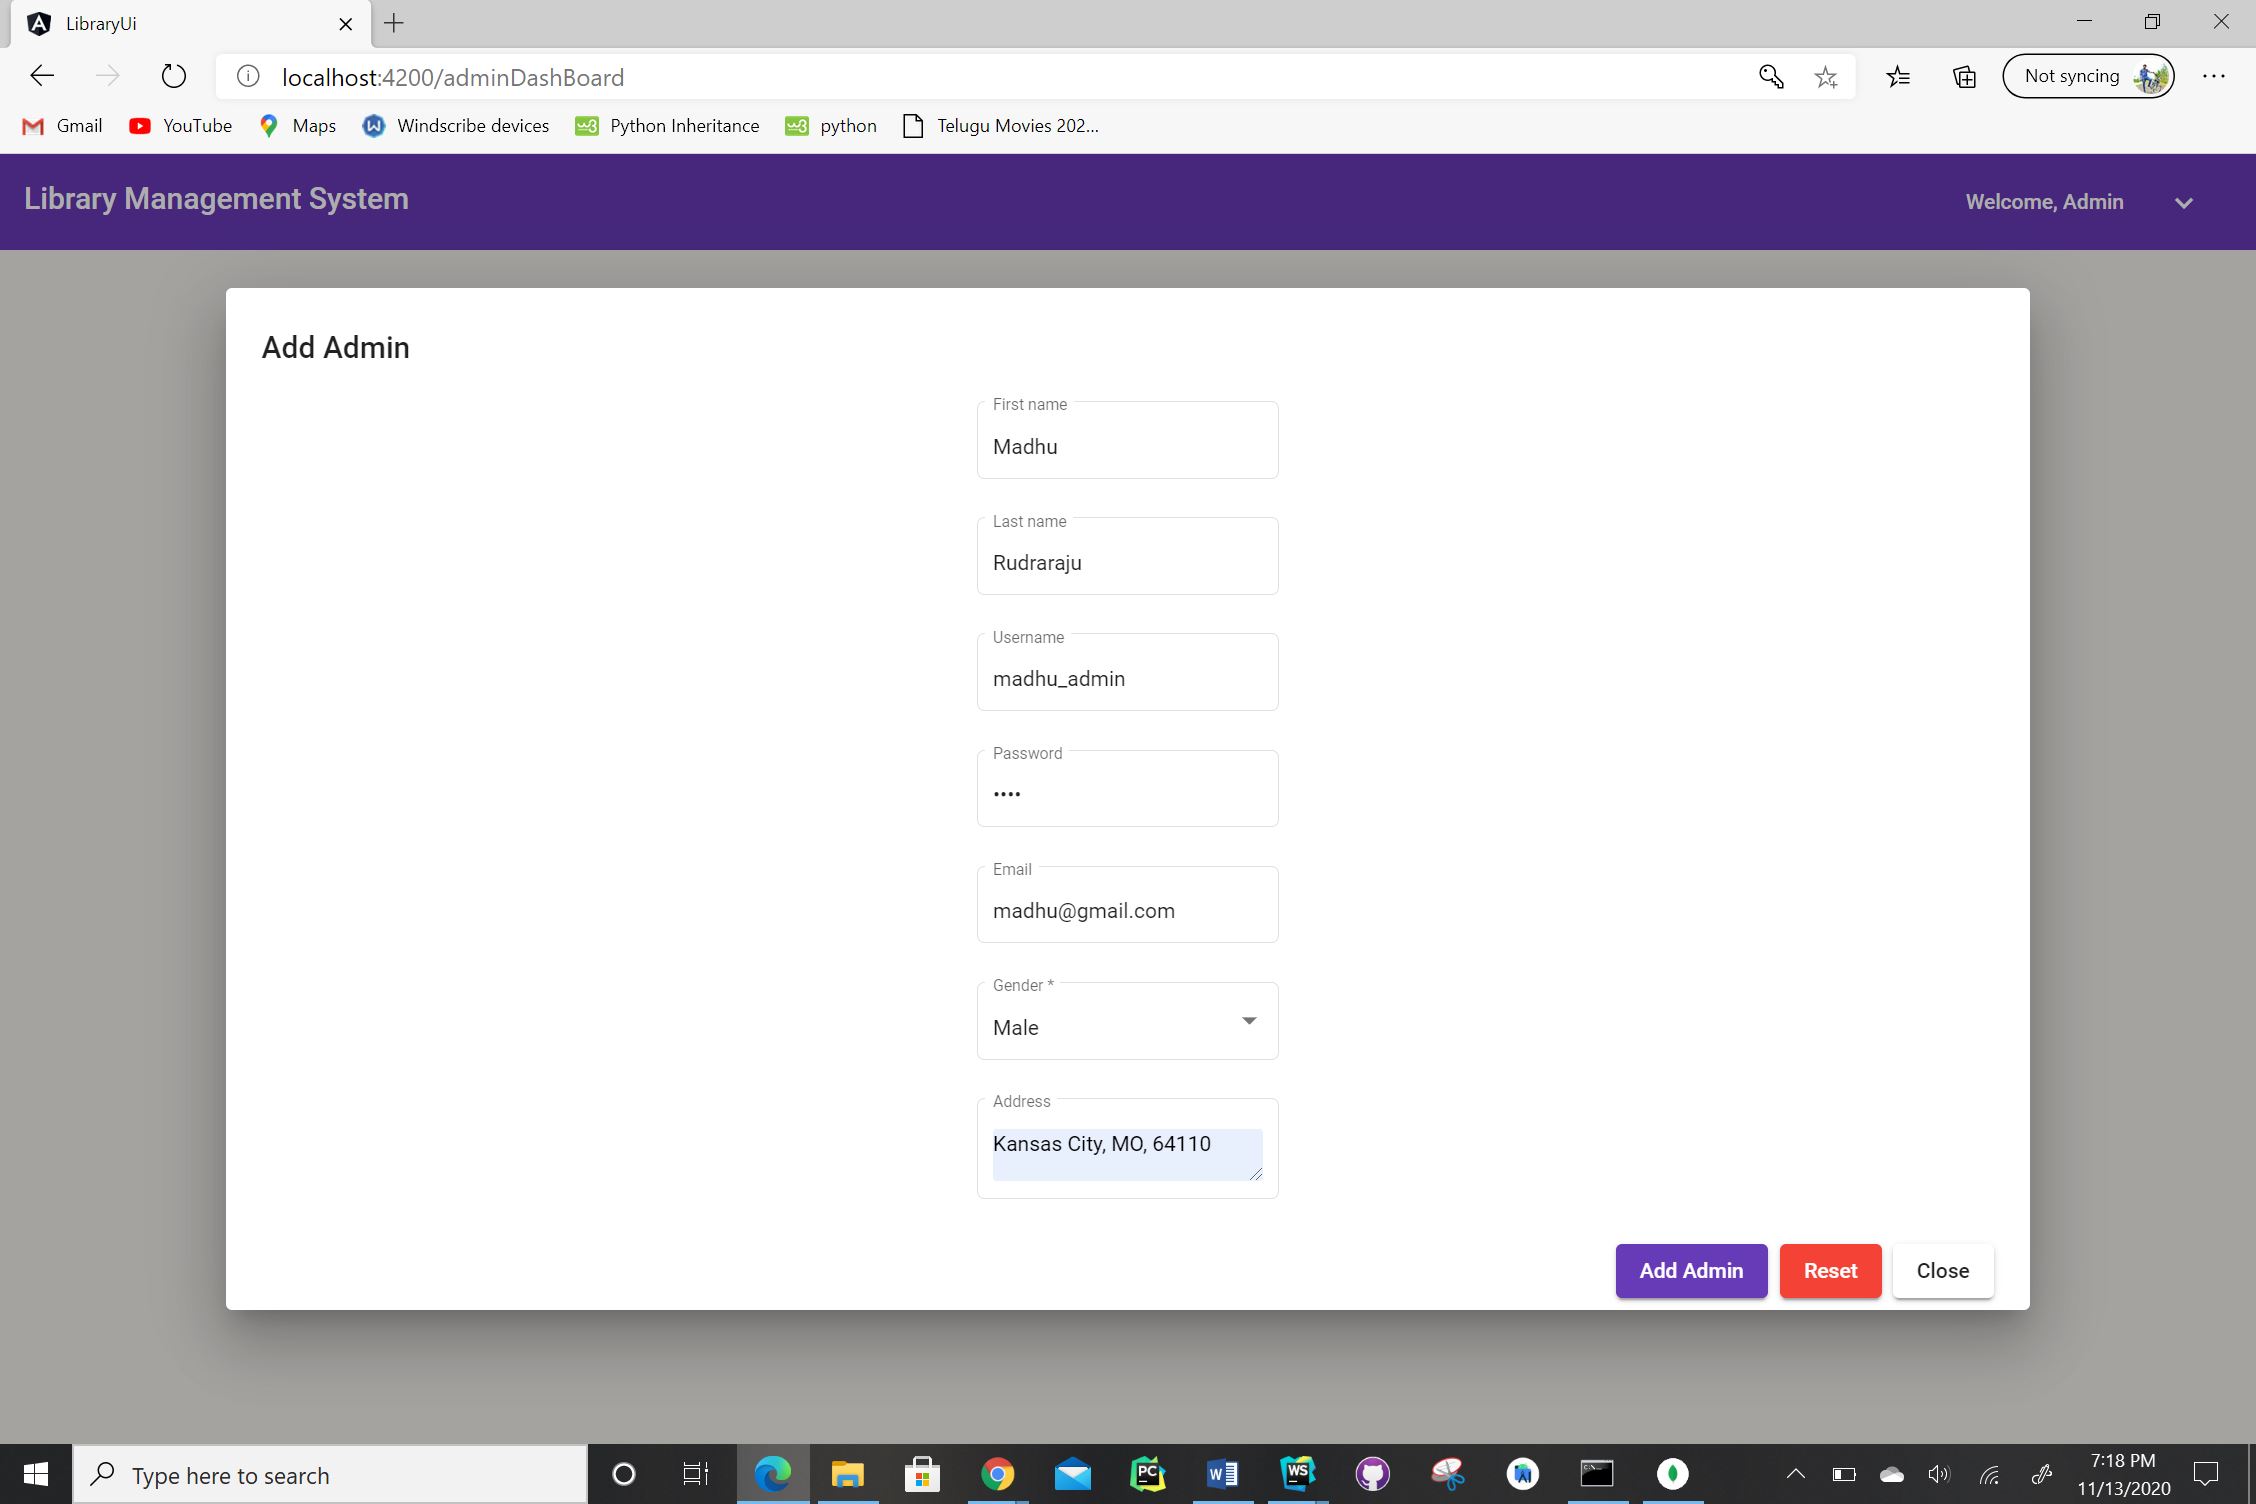 LibraryUi
localhost:4200/adminDashBoard
Not syncing
Gmail YouTube Maps Windscribe devices Python Inheritance python Telugu Movies 202...
Library Management System
Welcome, Admin
Add Admin
First name
Madhu
Last name
Rudraraju
Username
madhu_admin
Password
••••
Email
madhu@gmail.com
Gender *
Male
Address
Kansas City, MO, 64110
Add Admin Reset Close
Type here to search
7:18 PM
11/13/2020